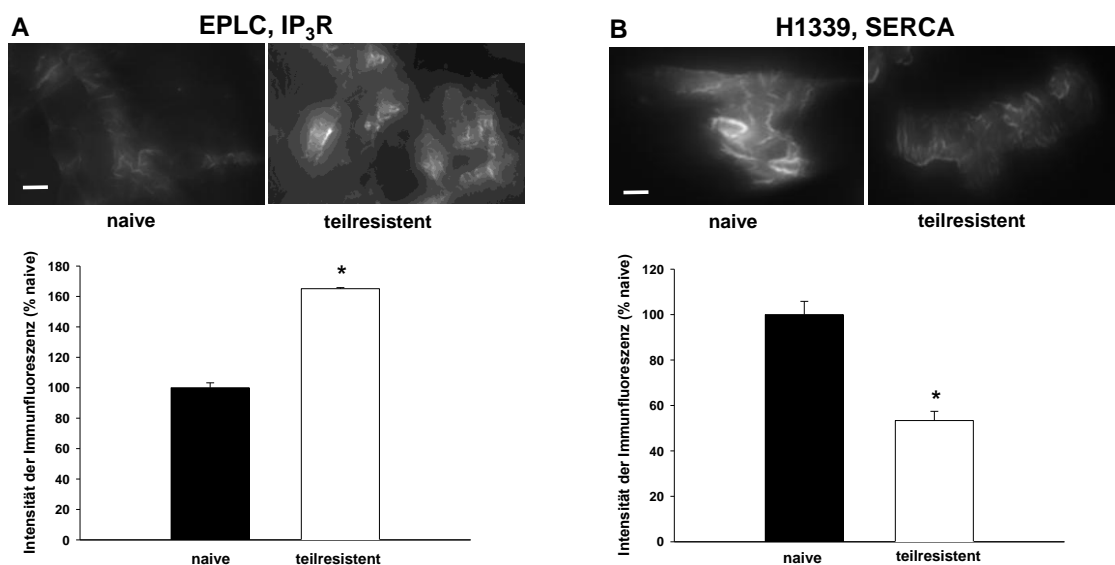 A
EPLC, IP₃R
naive
teilresistent
Intensität der Immunfluoreszenz (% naive)
180
160
140
120
100
80
60
40
20
0
*
naive
teilresistent
B
H1339, SERCA
naive
teilresistent
Intensität der Immunfluoreszenz (% naive)
120
100
80
60
40
20
0
*
naive
teilresistent